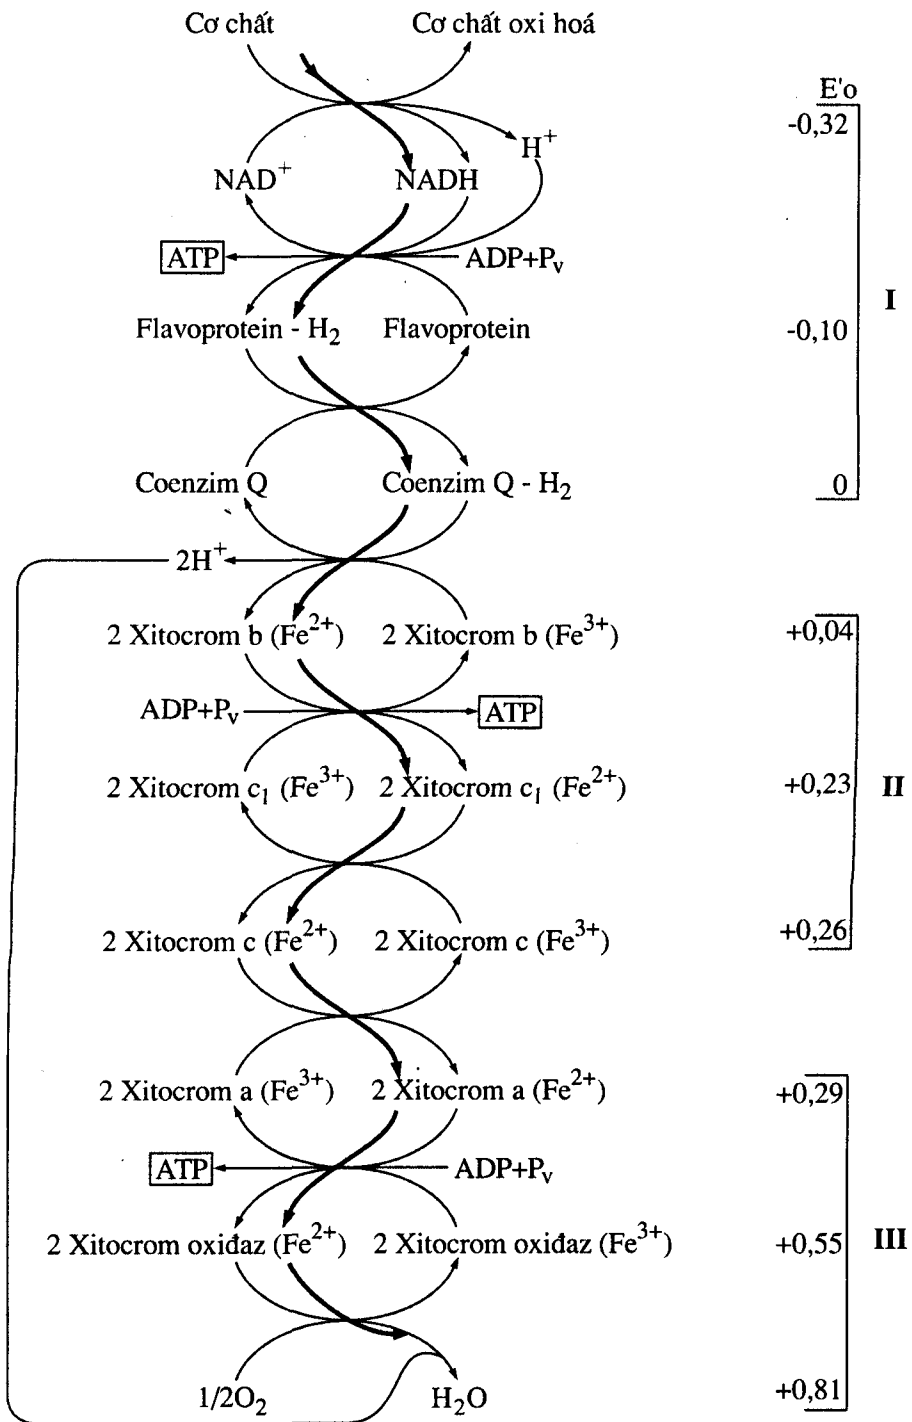 Cơ chất Cơ chất oxi hoá
E'o
-0,32
H⁺
NAD⁺ NADH
ATP ADP+Pᵥ
I
Flavoprotein - H₂ Flavoprotein -0,10
Coenzim Q Coenzim Q - H₂ 0
2H⁺
2 Xitocrom b (Fe²⁺) 2 Xitocrom b (Fe³⁺) +0,04
ADP+Pᵥ ATP
2 Xitocrom c₁ (Fe³⁺) 2 Xitocrom c₁ (Fe²⁺) +0,23 II
2 Xitocrom c (Fe²⁺) 2 Xitocrom c (Fe³⁺) +0,26
2 Xitocrom a (Fe³⁺) 2 Xitocrom a (Fe²⁺) +0,29
ATP ADP+Pᵥ
2 Xitocrom oxiđaz (Fe²⁺) 2 Xitocrom oxiđaz (Fe³⁺) +0,55 III
1/2O₂ H₂O +0,81